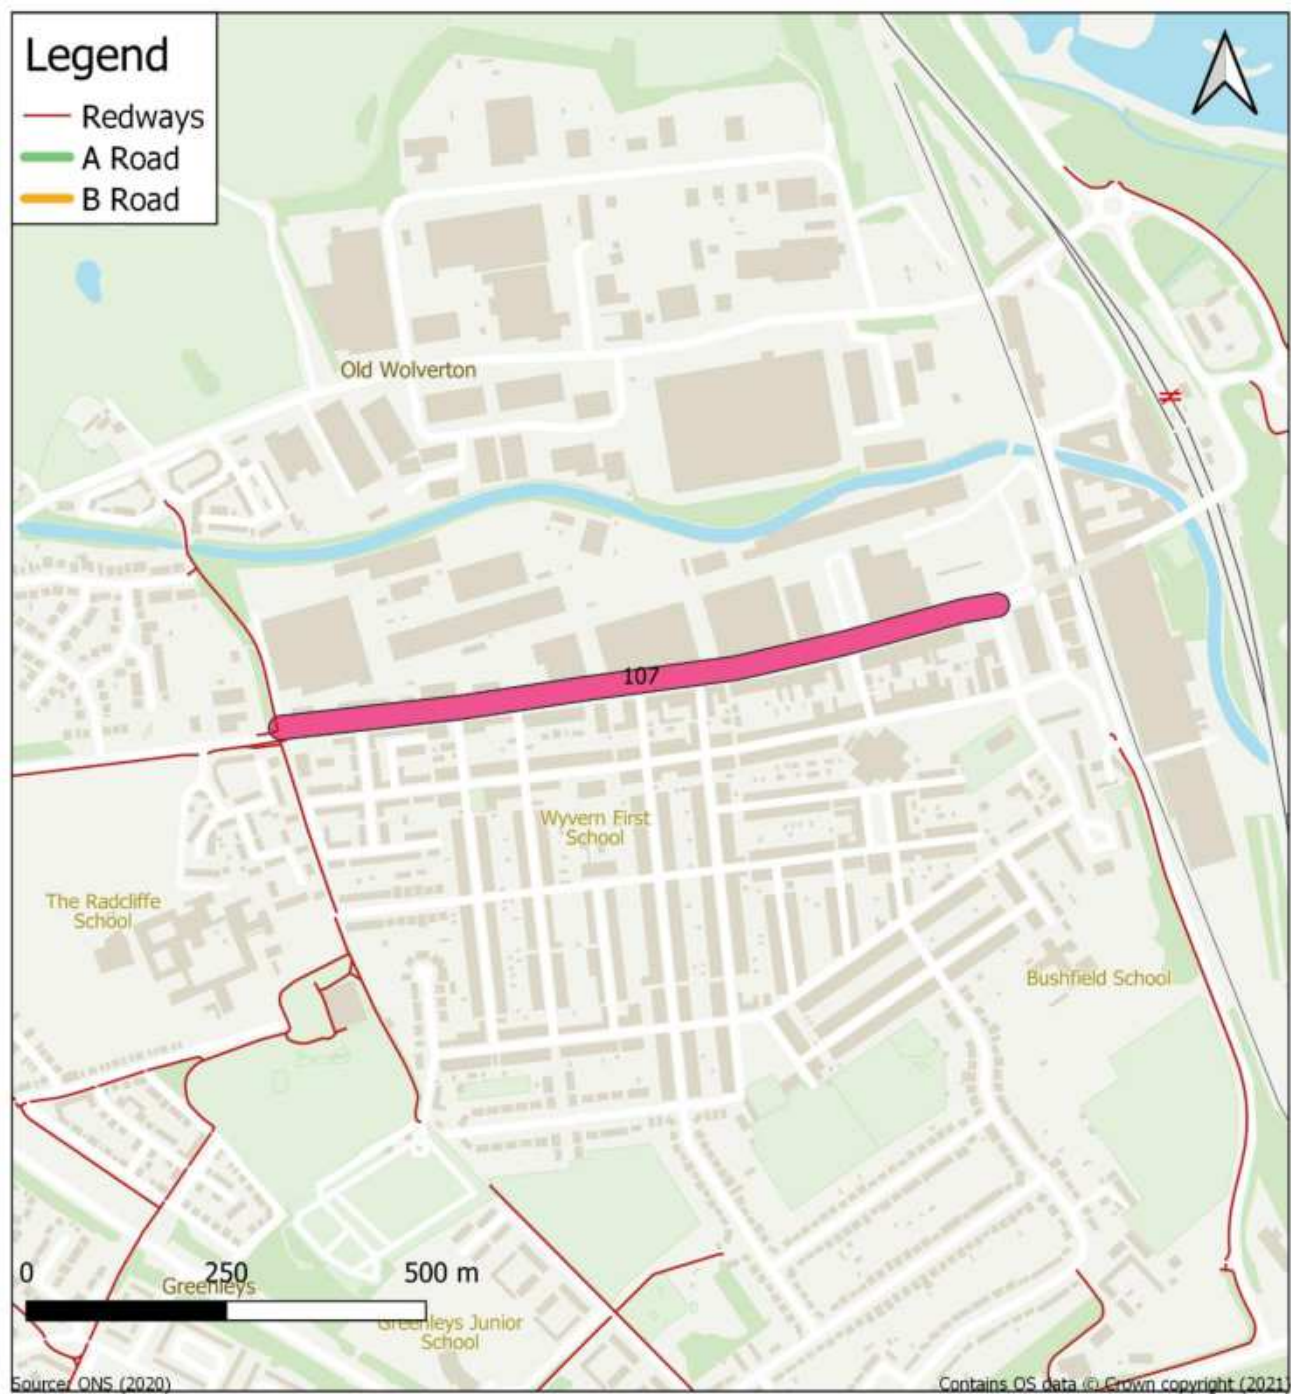 Legend
Redways
A Road
B Road
Old Wolverton
107
Wyvern First
School
The Radcliffe
School
Bushfield School
0 250 500 m
Greenleys
Greenleys Junior
School
Source: ONS (2020)
Contains OS data © Crown copyright (2021)